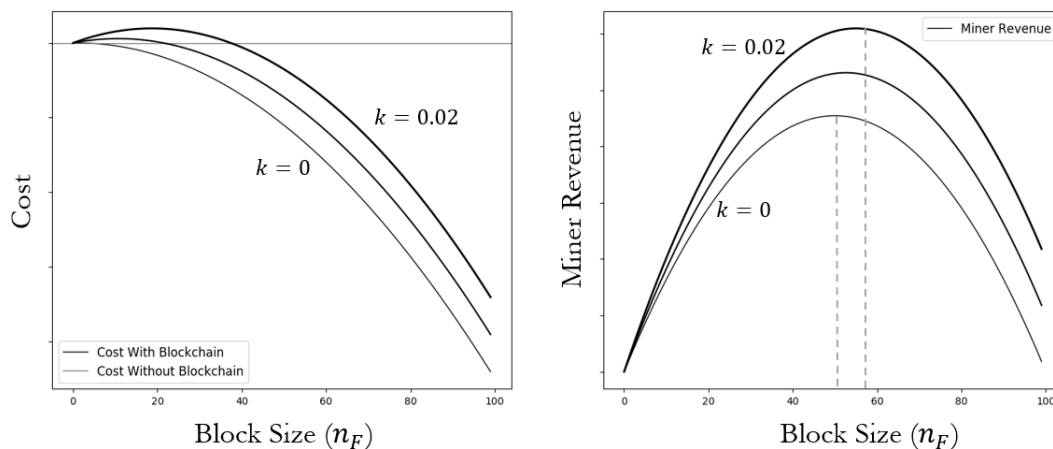 Cost
k = 0.02
k = 0
Cost With Blockchain
Cost Without Blockchain
0
20
40
60
80
100
Block Size (n_F)
Miner Revenue
Miner Revenue
k = 0.02
k = 0
0
20
40
60
80
100
Block Size (n_F)